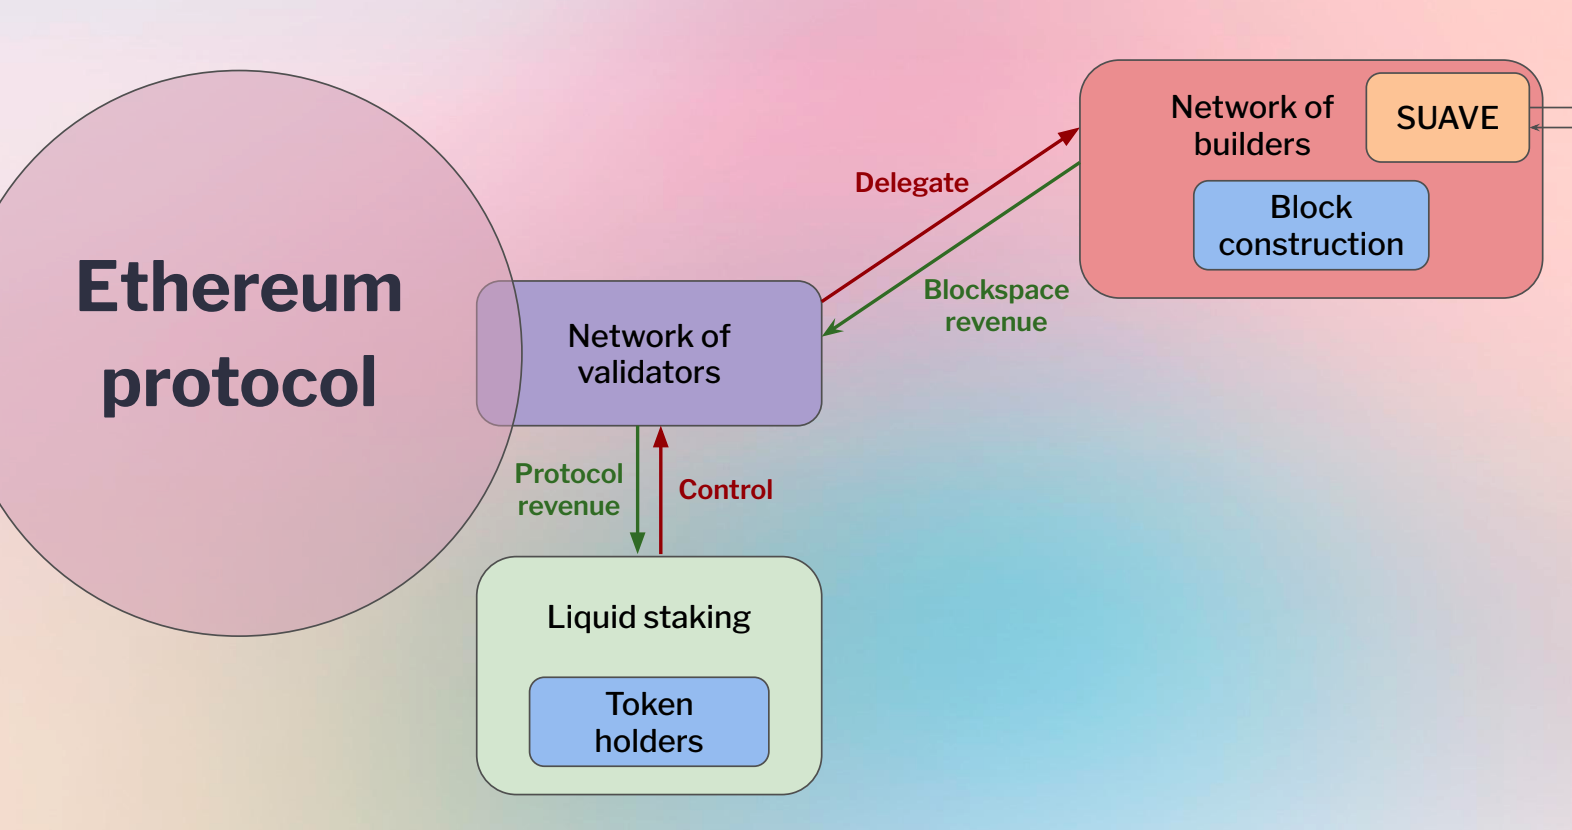 Ethereum
protocol
Network of
validators
Delegate
Blockspace
revenue
Network of
builders
SUAVE
Block
construction
Protocol
revenue
Control
Liquid staking
Token
holders